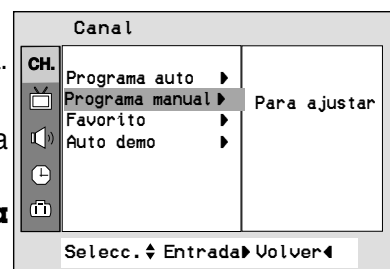 Canal
.
CH.
Programa auto
Programa manual
Para ajustar
Favorito
a
Auto demo
a
Selecc. Entrada Volver